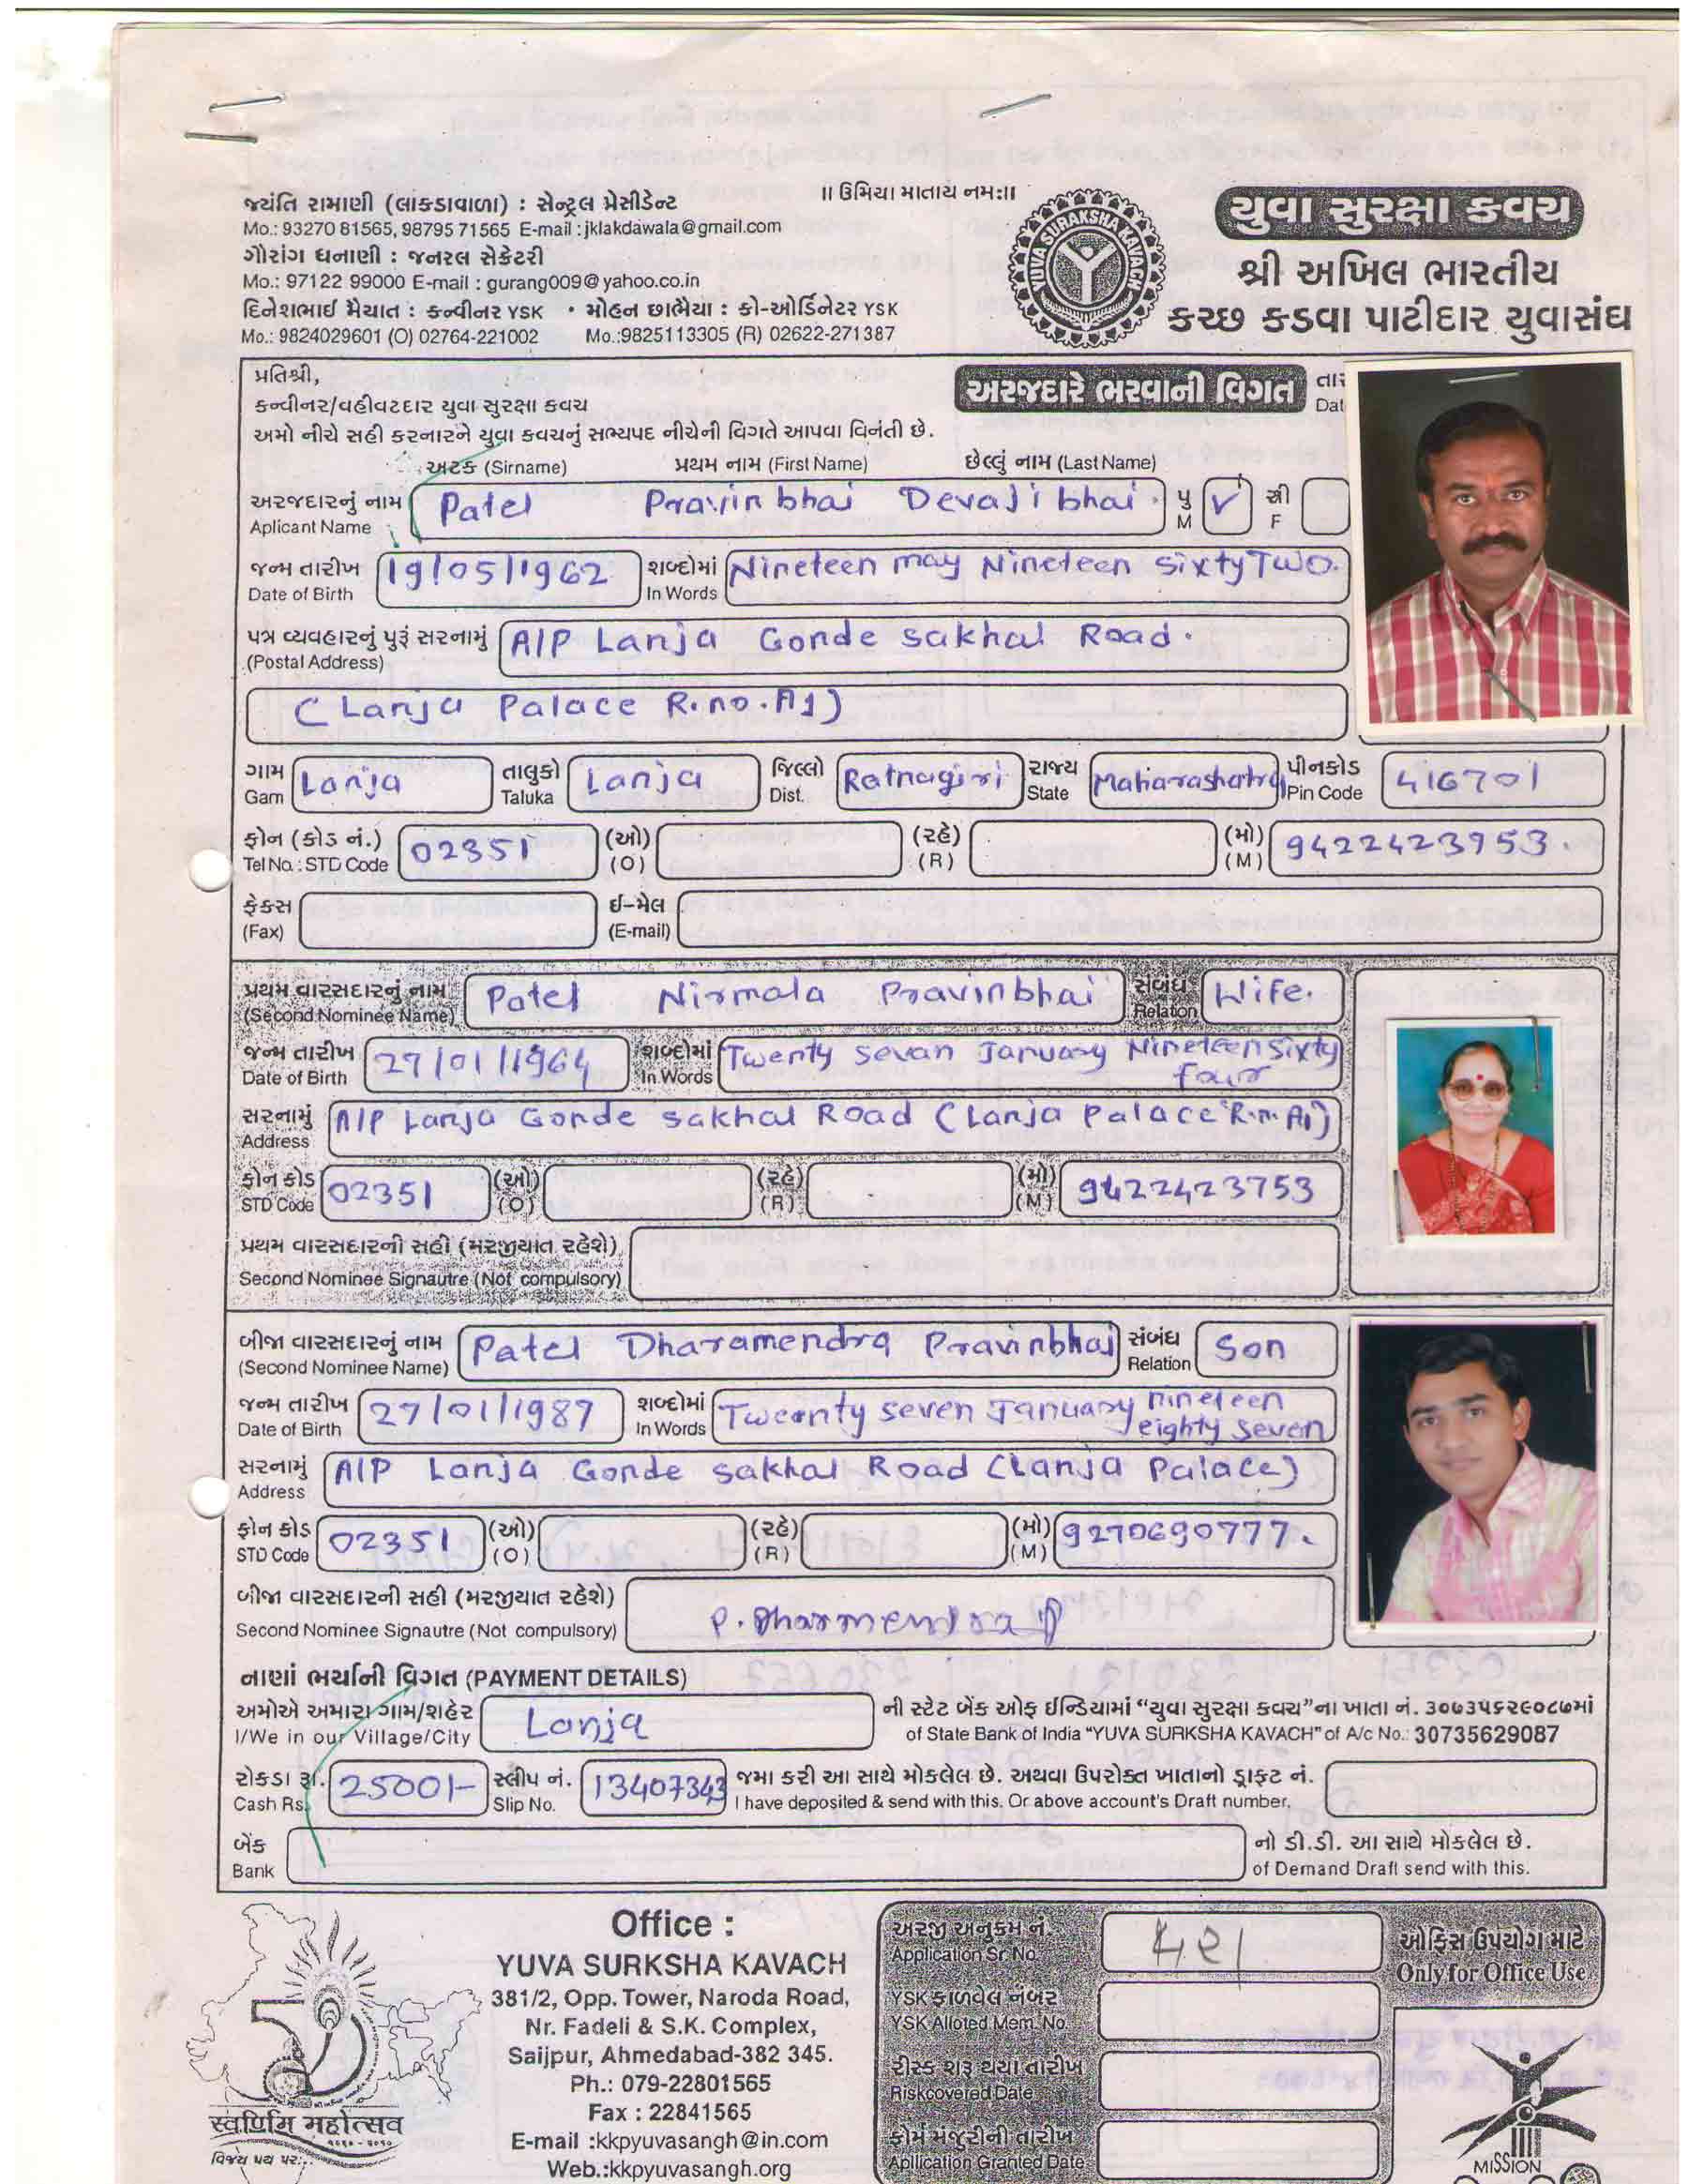 ॥ ઉમિયા માતાય નમઃ॥
જ્યંતિ રામાણી (લાકડાવાળા) : સેન્ટ્રલ પ્રેસીડેન્ટ
Mo.: 93270 81565, 98795 71565 E-mail : jklakdawala@gmail.com
ગૌરાંગ ધનાણી : જનરલ સેક્રેટરી
Mo.: 97122 99000 E-mail : gurang009@yahoo.co.in
દિનેશભાઈ મૈયાત : કન્વીનર YSK • મોહન છાભૈયા : કો-ઓર્ડિનેટર YSK
Mo.: 9824029601 (O) 02764-221002 Mo.:9825113305 (R) 02622-271387
YUVA SURAKSHA KAVACH
યુવા સુરક્ષા કવચ
શ્રી અખિલ ભારતીય
કચ્છ કડવા પાટીદાર યુવાસંઘ
પ્રતિશ્રી,
કન્વીનર/વહીવટદાર યુવા સુરક્ષા કવચ
અરજદારે ભરવાની વિગત
અમો નીચે સહી કરનારને યુવા કવચનું સભ્યપદ નીચેની વિગતે આપવા વિનંતી છે.
અટક (Sirname) પ્રથમ નામ (First Name) છેલ્લું નામ (Last Name)
અરજદારનું નામ Patel Pravin bhai Devaji bhai. પુ ✓ સ્ત્રી
Aplicant Name M F
જન્મ તારીખ 19/05/1962 શબ્દોમાં Nineteen may Nineteen sixty Two.
Date of Birth In Words
પત્ર વ્યવહારનું પુરૂં સરનામું A/P Lanja Gonde sakhal Road.
(Postal Address)
(Lanja Palace R.no.A1)
ગામ Lanja તાલુકો Lanja જિલ્લો Ratnagiri રાજ્ય Maharashatra પીનકોડ 416701
Gam Taluka Dist. State Pin Code
ફોન (કોડ નં.) 02351 (ઓ) (રહે) (મો) 9422423953.
Tel No.: STD Code (O) (R) (M)
ફેક્સ ઈ-મેલ
(Fax) (E-mail)
પ્રથમ વારસદારનું નામ Patel Nirmala Pravinbhai સંબંધ Wife.
(Second Nominee Name) Relation
જન્મ તારીખ 27/01/1964 શબ્દોમાં Twenty sevan January Nineteen sixty four
Date of Birth In Words
સરનામું A/P Lanja Gonde sakhal Road (Lanja Palace R.n. A1)
Address
ફોન કોડ 02351 (ઓ) (રહે) (મો) 9422423753
STD Code (O) (R) (M)
પ્રથમ વારસદારની સહી (મરજીયાત રહેશે)
Second Nominee Signautre (Not compulsory)
બીજા વારસદારનું નામ Patel Dharamendra Pravinbhai સંબંધ Son
(Second Nominee Name) Relation
જન્મ તારીખ 27/01/1987 શબ્દોમાં Tweenty seven January nineteen eighty seven
Date of Birth In Words
સરનામું A/P Lanja Gonde sakhal Road (Lanja Palace)
Address
ફોન કોડ 02351 (ઓ) (રહે) (મો) 9270690777.
STD Code (O) (R) (M)
બીજા વારસદારની સહી (મરજીયાત રહેશે) P. Dharmendra
Second Nominee Signautre (Not compulsory)
નાણાં ભર્યાની વિગત (PAYMENT DETAILS)
અમોએ અમારા ગામ/શહેર Lanja ની સ્ટેટ બેંક ઓફ ઈન્ડિયામાં “યુવા સુરક્ષા કવચ”ના ખાતા નં. ૩૦૭૩૫૬૨૯૦૮૭માં
I/We in our Village/City of State Bank of India “YUVA SURKSHA KAVACH” of A/c No.: 30735629087
રોકડા રૂા. 2500/- સ્લીપ નં. 13407343 જમા કરી આ સાથે મોકલેલ છે. અથવા ઉપરોક્ત ખાતાનો ડ્રાફ્ટ નં.
Cash Rs. Slip No. I have deposited & send with this. Or above account's Draft number,
બેંક નો ડી.ડી. આ સાથે મોકલેલ છે.
Bank of Demand Draft send with this.
Office :
YUVA SURKSHA KAVACH
381/2, Opp. Tower, Naroda Road,
Nr. Fadeli & S.K. Complex,
Saijpur, Ahmedabad-382 345.
Ph.: 079-22801565
Fax : 22841565
E-mail :kkpyuvasangh@in.com
Web.:kkpyuvasangh.org
સ્વર્ણિમ મહોત્સવ
અરજી અનુક્રમ નં.
Application Sr. No.
ઓફિસ ઉપયોગ માટે
Only for Office Use
YSK ફાળવેલ નંબર
YSK Alloted Mem. No.
રીસ્ક શરૂ થયા તારીખ
Riskcovered Date
ફોર્મ મંજુરીની તારીખ
Apllication Granted Date
MISSION